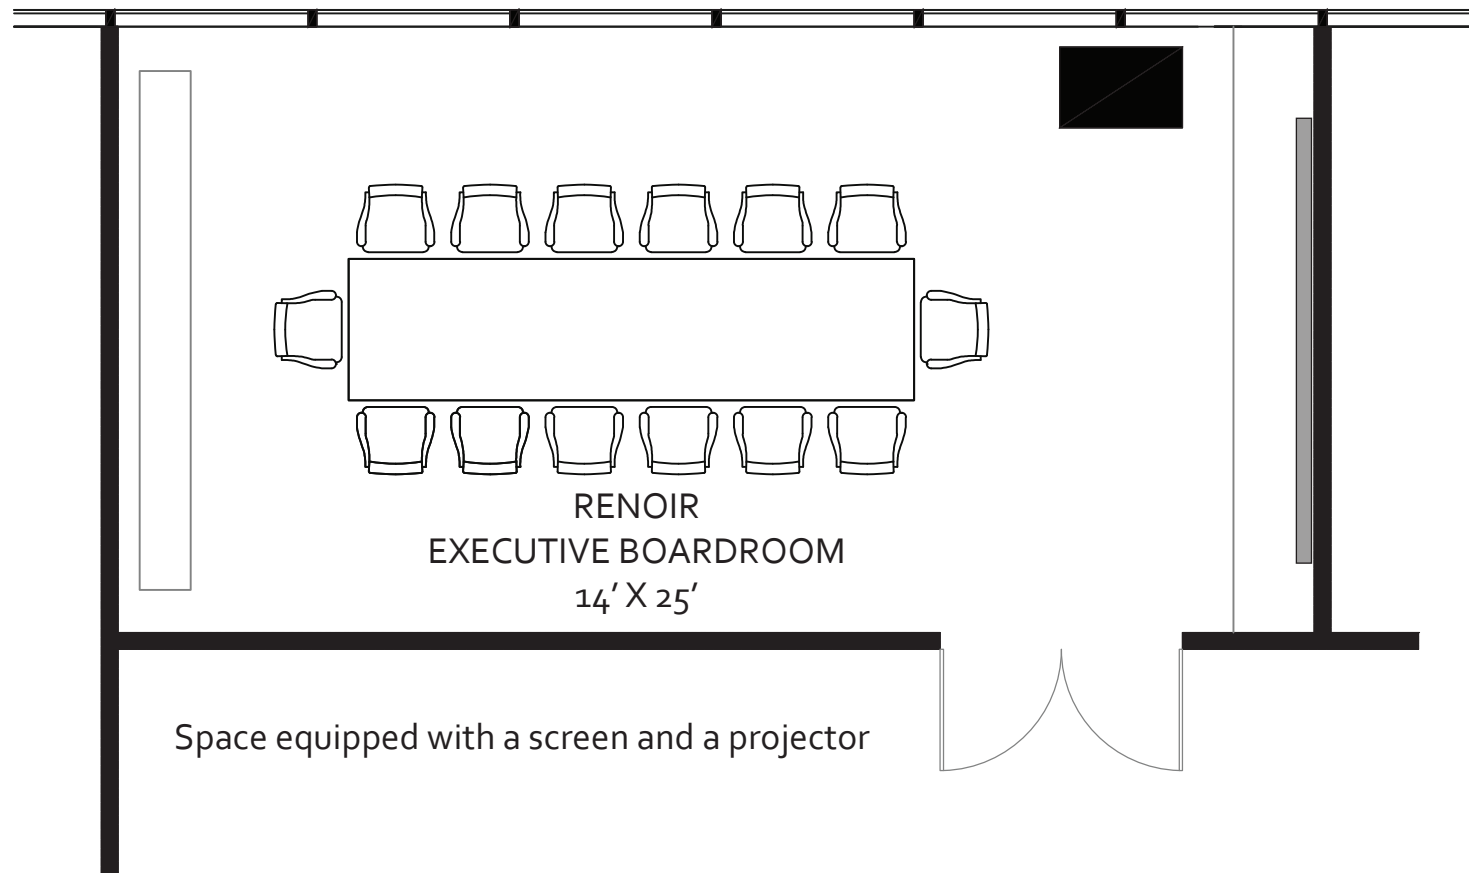 RENOIR
EXECUTIVE BOARDROOM
14′ X 25′
Space equipped with a screen and a projector